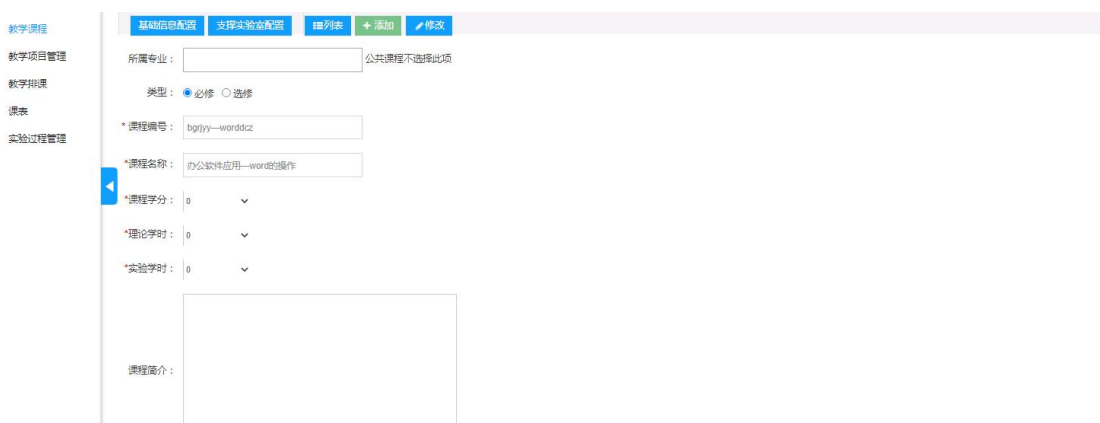 教学课程
教学项目管理
教学排课
课表
实验过程管理
基础信息配置 支撑实验室配置 列表 + 添加 修改
所属专业： 公共课程不选择此项
类型： 必修 选修
* 课程编号： bgrjyy—worddcz
*课程名称： 办公软件应用—word的操作
*课程学分： 0
*理论学时： 0
*实验学时： 0
课程简介：